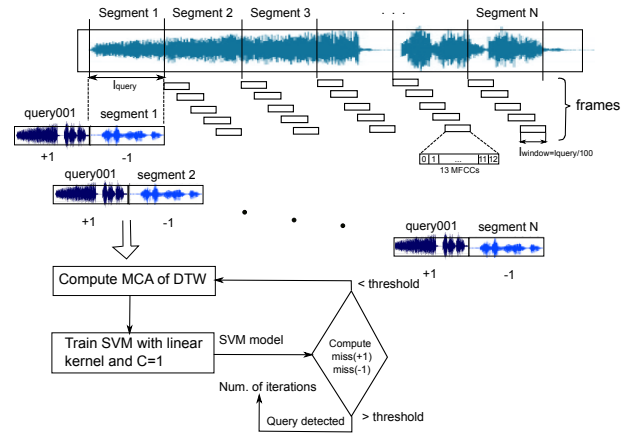 Segment 1 Segment 2 Segment 3 . . . Segment N
lquery
frames
query001 segment 1
+1 -1
lwindow=lquery/100
0 1 ... 11 12
13 MFCCs
query001 segment 2
+1 -1
query001 segment N
+1 -1
Compute MCA of DTW
< threshold
Train SVM with linear
kernel and C=1
SVM model
Compute
miss(+1)
miss(-1)
Num. of iterations
Query detected
> threshold